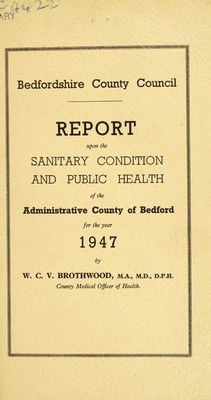 Bedfordshire County Council
REPORT
upon the
SANITARY CONDITION
AND PUBLIC HEALTH
of the
Administrative County of Bedford
for the year
1947
by
W. C. V. BROTHWOOD, M.A., M.D., D.P.H.
County Medical Officer of Health.